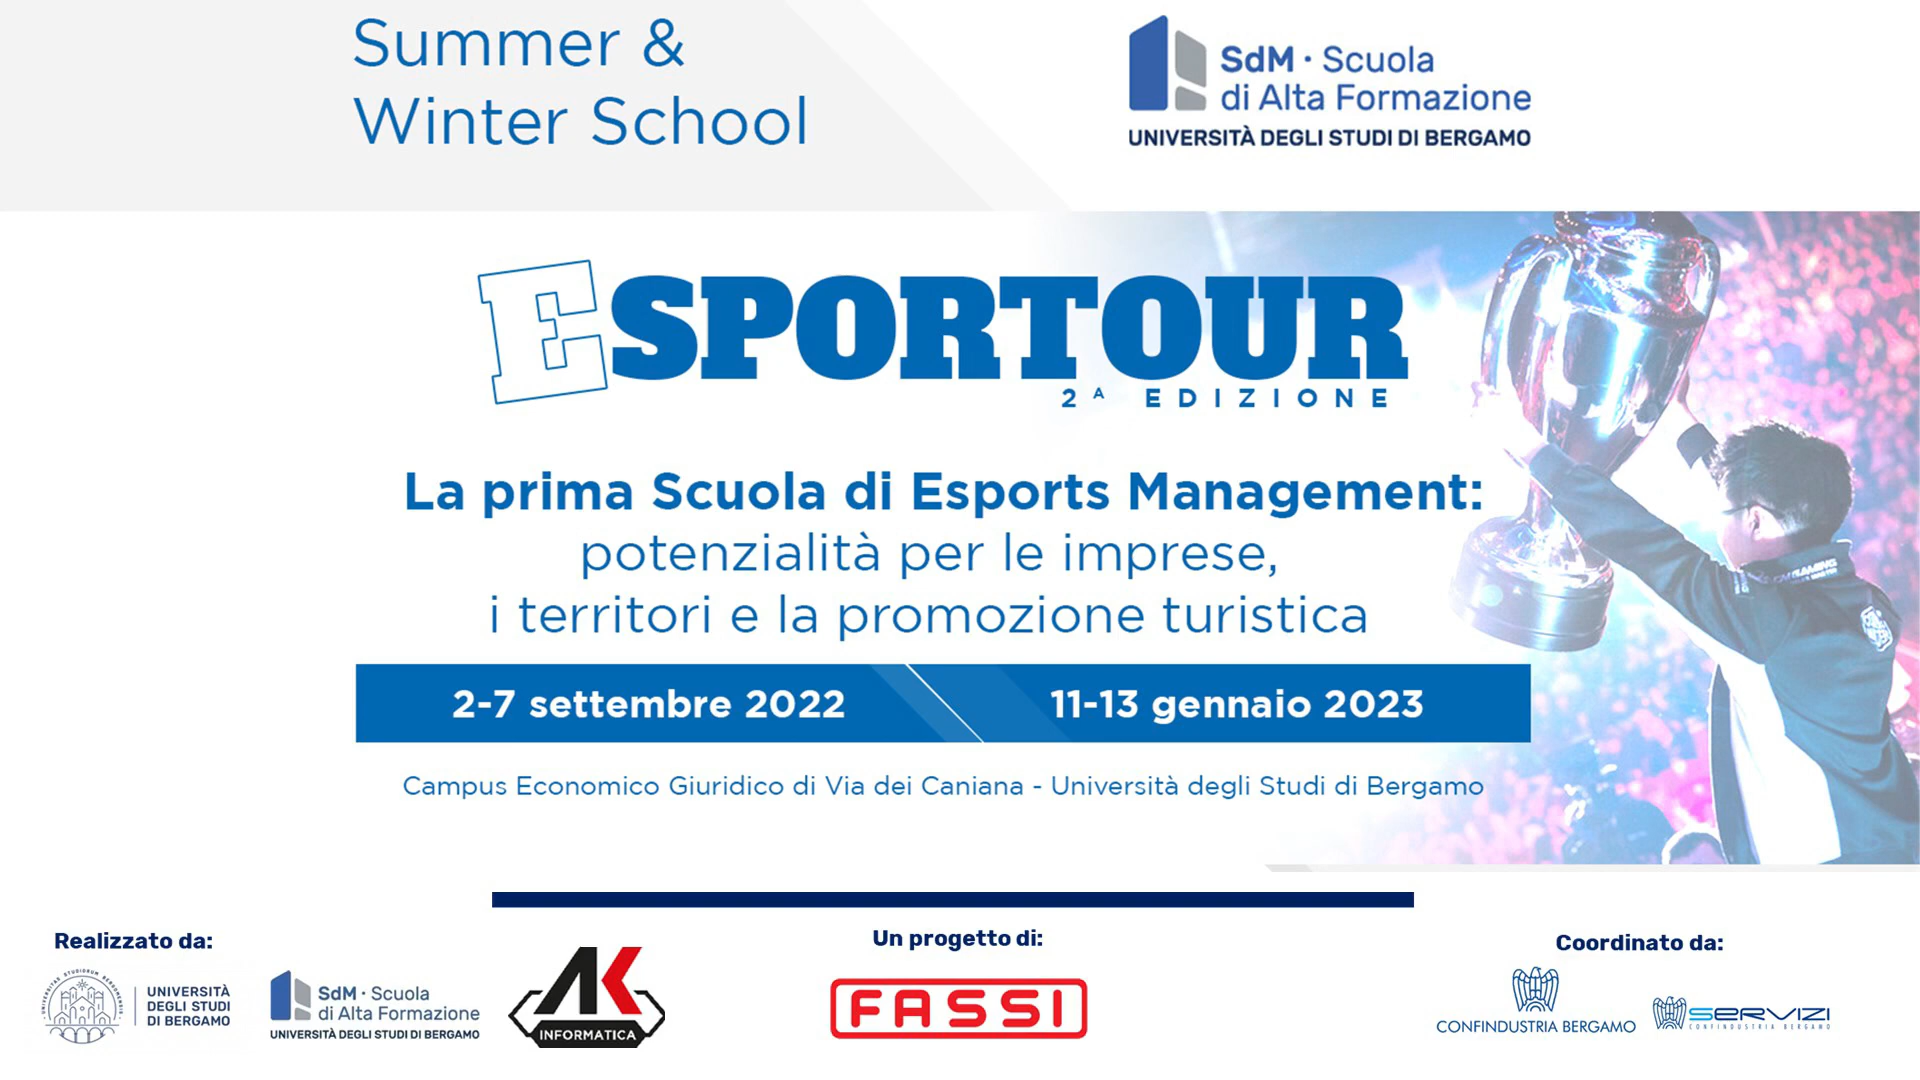 Summer &
Winter School
SdM · Scuola
di Alta Formazione
UNIVERSITÀ DEGLI STUDI DI BERGAMO
ESPORTOUR
2ª EDIZIONE
La prima Scuola di Esports Management:
potenzialità per le imprese,
i territori e la promozione turistica
2-7 settembre 2022
11-13 gennaio 2023
Campus Economico Giuridico di Via dei Caniana - Università degli Studi di Bergamo
Realizzato da:
UNIVERSITÀ
DEGLI STUDI
DI BERGAMO
SdM · Scuola
di Alta Formazione
UNIVERSITÀ DEGLI STUDI DI BERGAMO
AK
INFORMATICA
Un progetto di:
FASSI
Coordinato da:
CONFINDUSTRIA BERGAMO
SERVIZI
CONFINDUSTRIA BERGAMO